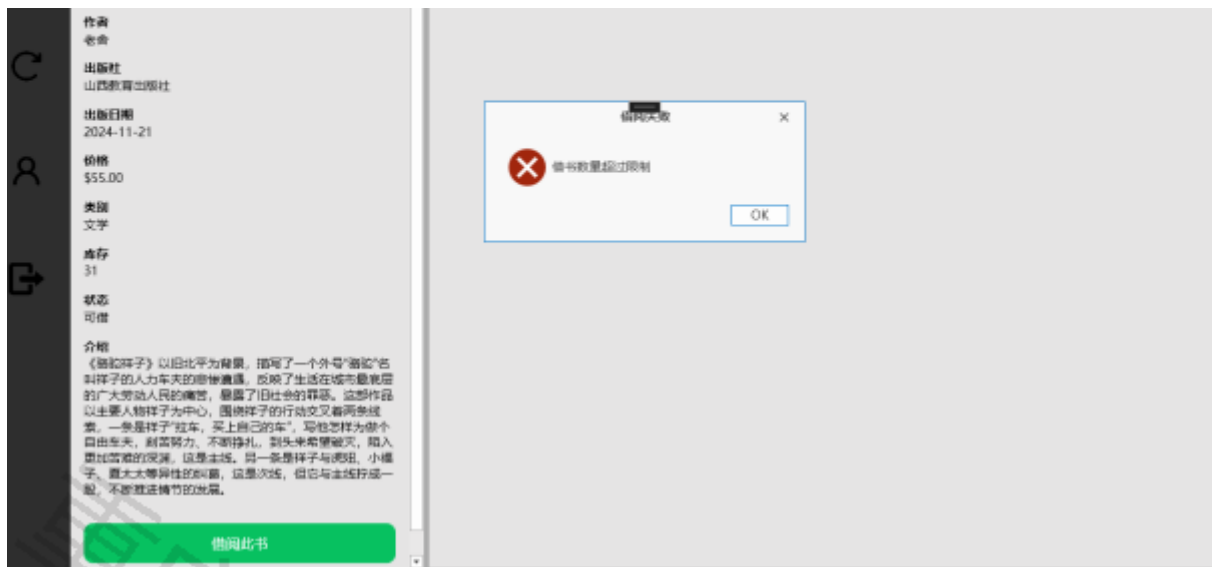 作者
老舍
出版社
山西教育出版社
出版日期
2024-11-21
价格
$55.00
类别
文学
库存
31
状态
可借
介绍
《骆驼祥子》以旧北平为背景，描写了一个外号"骆驼"名
叫祥子的人力车夫的悲惨遭遇，反映了生活在城市最底层
的广大劳动人民的痛苦，暴露了旧社会的罪恶。这部作品
以主要人物祥子为中心，围绕祥子的行动交叉着两条线
索，一条是祥子"拉车，买上自己的车"，写他怎样为做个
自由车夫，刻苦努力、不断挣扎，到头来希望破灭，陷入
更加苦难的深渊，这是主线。另一条是祥子与虎妞、小福
子、夏太太等异性的纠葛，这是次线，但它与主线拧成一
股，不断推进情节的发展。
借阅此书
借阅失败
借书数量超过限制
OK